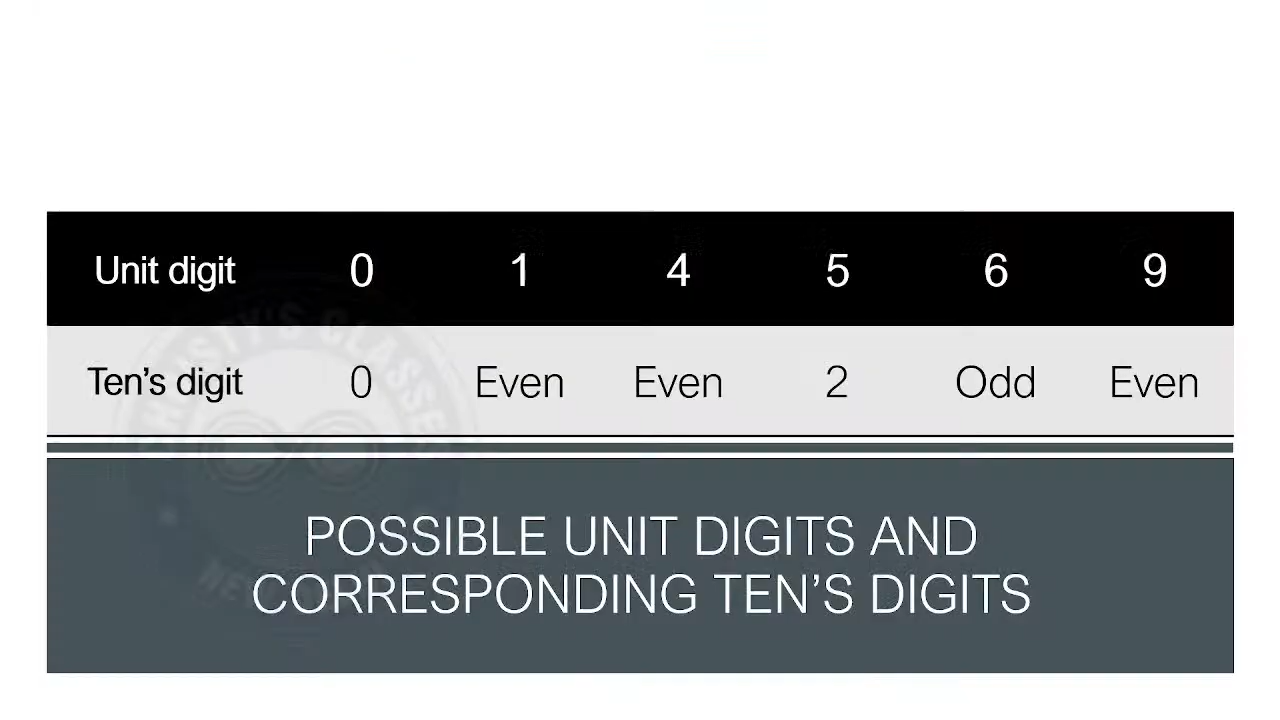 Unit digit 0 1 4 5 6 9
Ten's digit 0 Even Even 2 Odd Even
POSSIBLE UNIT DIGITS AND
CORRESPONDING TEN'S DIGITS